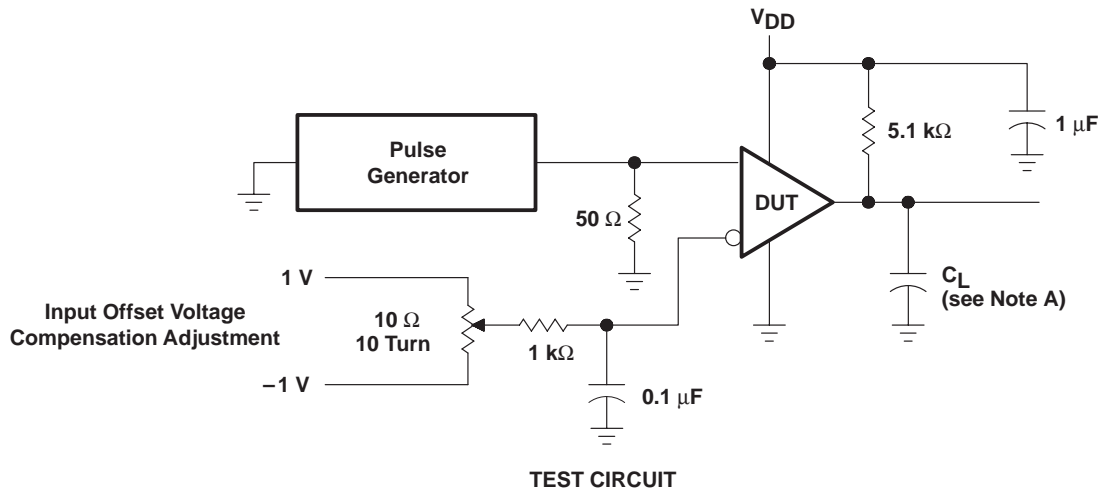 VDD
5.1 kΩ
1 μF
Pulse
Generator
DUT
50 Ω
CL
(see Note A)
1 V
Input Offset Voltage
Compensation Adjustment
10 Ω
10 Turn
1 kΩ
−1 V
0.1 μF
TEST CIRCUIT